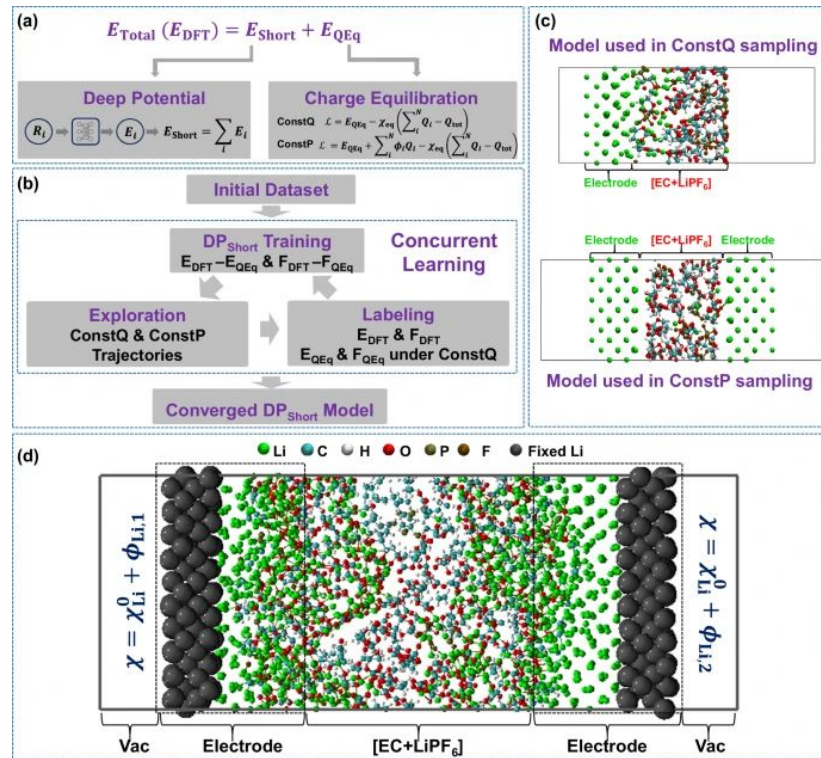 (a)
E_Total (E_DFT) = E_Short + E_QEq
Deep Potential
R_i → E_i → E_Short = ∑_i E_i
Charge Equilibration
ConstQ ℒ = E_QEq − χ_eq (∑_i^N Q_i − Q_tot)
ConstP ℒ = E_QEq + ∑_i^N ϕ_i Q_i − χ_eq (∑_i^N Q_i − Q_tot)
(b)
Initial Dataset
DP_Short Training
E_DFT–E_QEq & F_DFT–F_QEq
Concurrent
Learning
Exploration
ConstQ & ConstP
Trajectories
Labeling
E_DFT & F_DFT
E_QEq & F_QEq under ConstQ
Converged DP_Short Model
(c)
Model used in ConstQ sampling
Electrode [EC+LiPF₆]
Electrode [EC+LiPF₆] Electrode
Model used in ConstP sampling
(d)
Li C H O P F Fixed Li
χ = χ⁰_Li + ϕ_Li,1
χ = χ⁰_Li + ϕ_Li,2
Vac Electrode [EC+LiPF₆] Electrode Vac